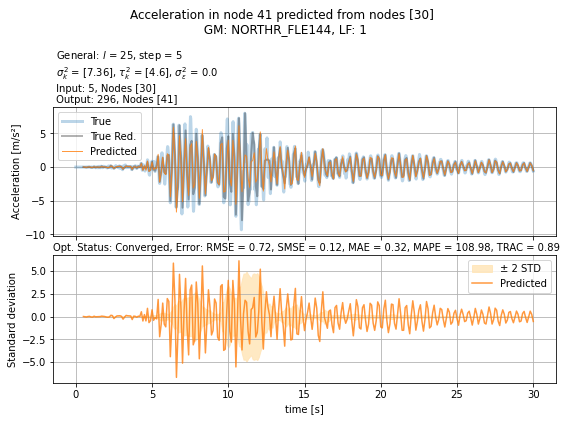 Acceleration in node 41 predicted from nodes [30]
GM: NORTHR_FLE144, LF: 1
General: l = 25, step = 5
σ²ₖ = [7.36], τ²ₖ = [4.6], σ²ε = 0.0
Input: 5, Nodes [30]
Output: 296, Nodes [41]
True
True Red.
Predicted
Acceleration [m/s²]
5
0
−5
−10
Opt. Status: Converged, Error: RMSE = 0.72, SMSE = 0.12, MAE = 0.32, MAPE = 108.98, TRAC = 0.89
± 2 STD
Predicted
Standard deviation
5.0
2.5
0.0
−2.5
−5.0
0 5 10 15 20 25 30
time [s]